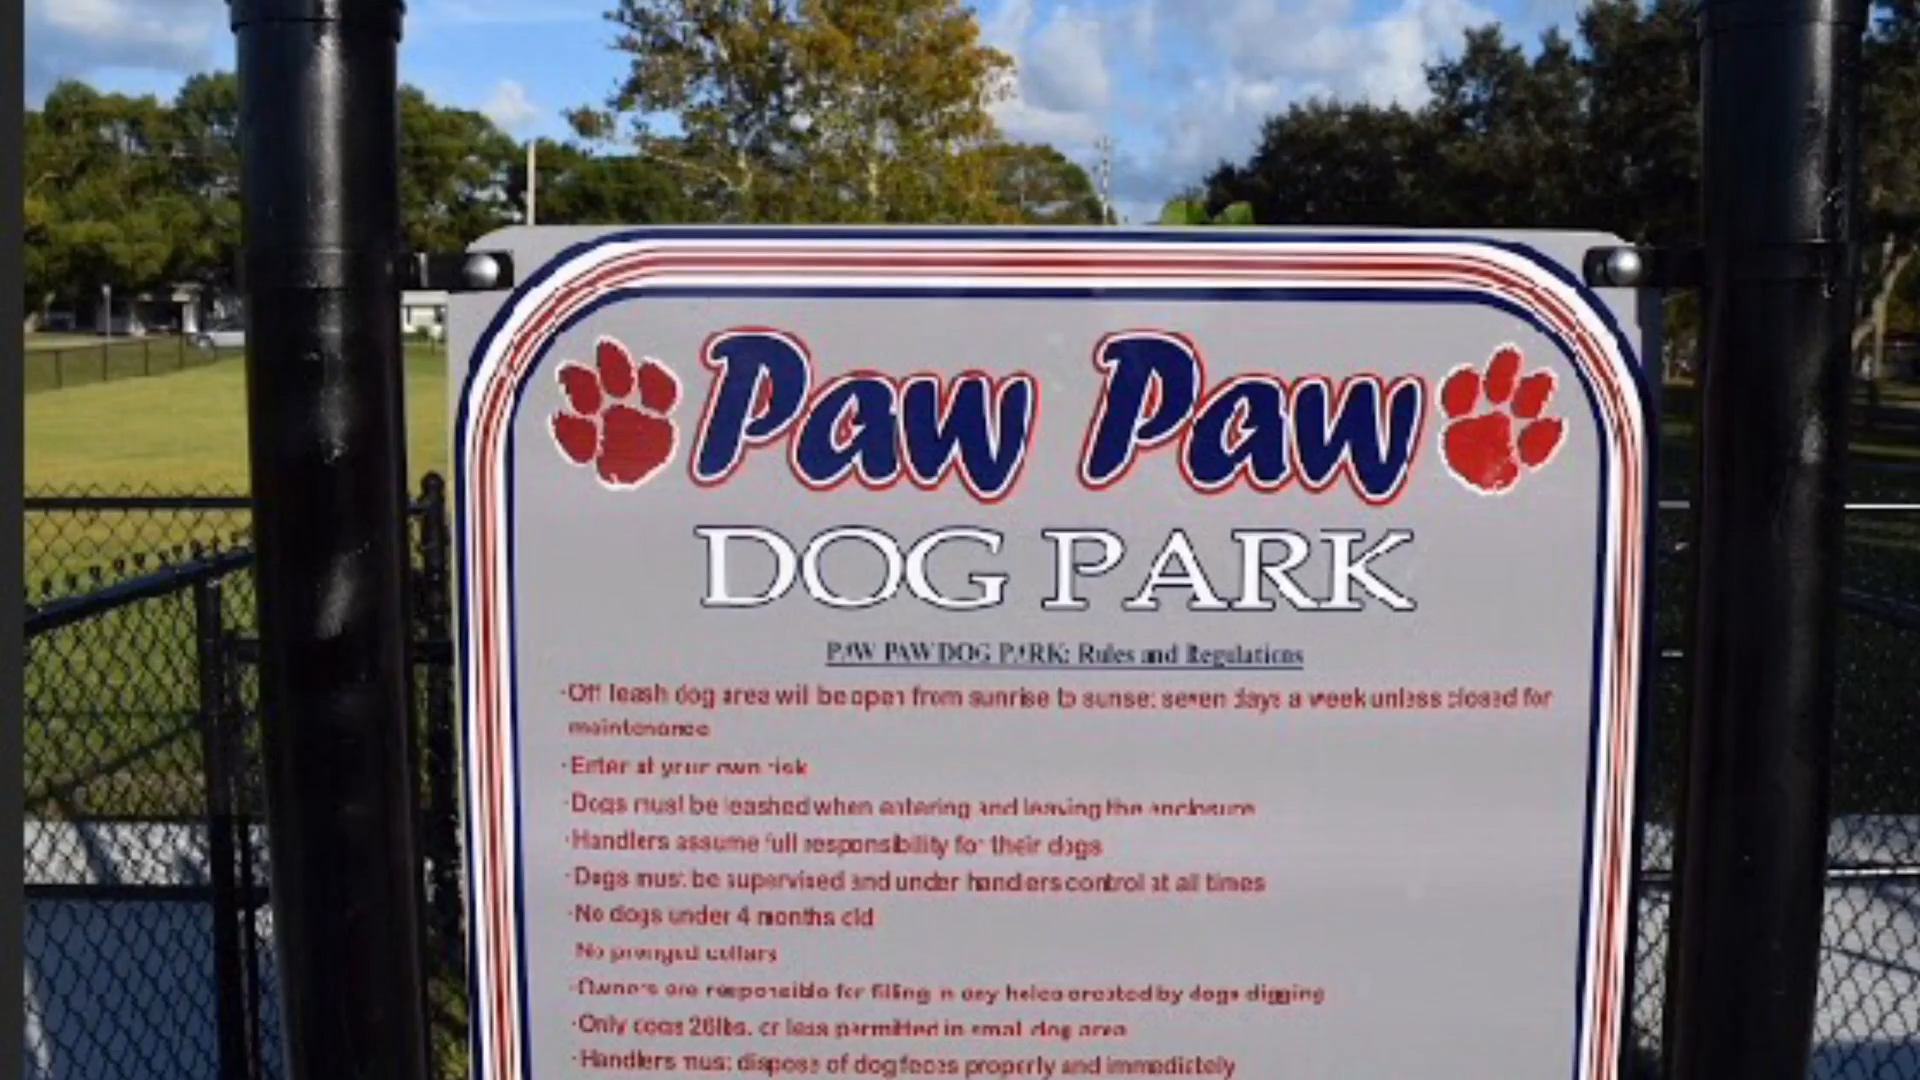 Paw Paw
DOG PARK
PAW PAW DOG PARK: Rules and Regulations
·Off leash dog area will be open from sunrise to sunset seven days a week unless closed for
maintenance
·Enter at your own risk
·Dogs must be leashed when entering and leaving the enclosure
·Handlers assume full responsibility for their dogs
·Dogs must be supervised and under handlers control at all times
·No dogs under 4 months old
No pronged collars
·Owners are responsible for filling in any holes created by dogs digging
·Only dogs 26lbs. or less permitted in small dog area
·Handlers must dispose of dog feces properly and immediately